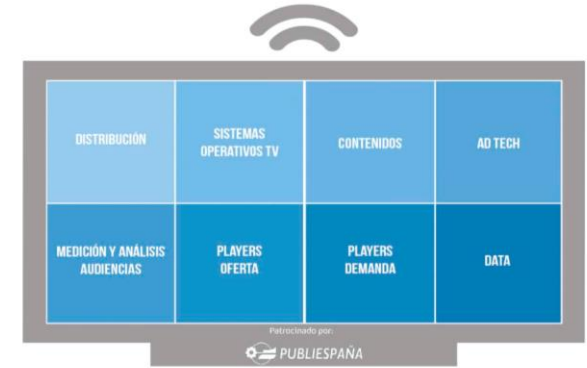 DISTRIBUCIÓN
SISTEMAS
OPERATIVOS TV
CONTENIDOS
AD TECH
MEDICIÓN Y ANÁLISIS
AUDIENCIAS
PLAYERS
OFERTA
PLAYERS
DEMANDA
DATA
Patrocinado por:
PUBLIESPAÑA